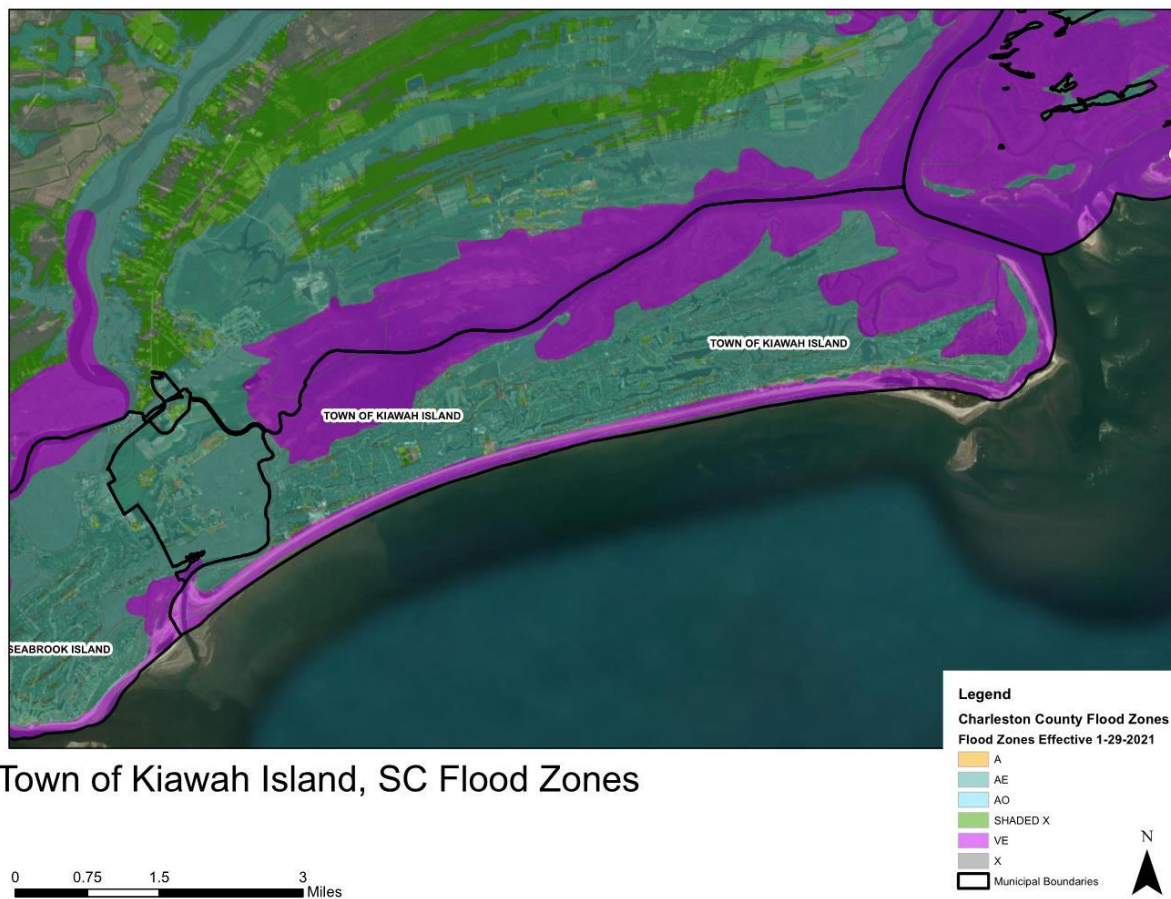 TOWN OF KIAWAH ISLAND
TOWN OF KIAWAH ISLAND
SEABROOK ISLAND
Legend
Charleston County Flood Zones
Flood Zones Effective 1-29-2021
A
AE
AO
SHADED X
VE
X
Municipal Boundaries
N
Town of Kiawah Island, SC Flood Zones
0 0.75 1.5 3
Miles